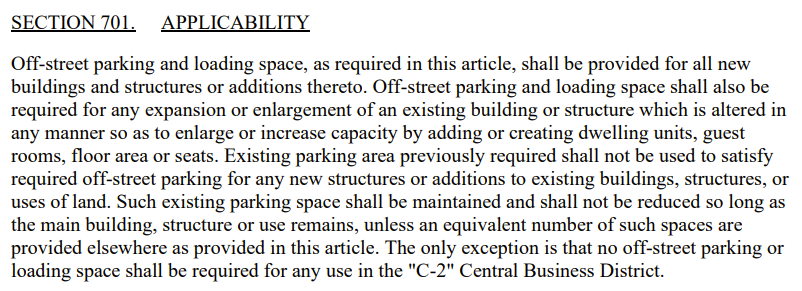 SECTION 701. APPLICABILITY
Off-street parking and loading space, as required in this article, shall be provided for all new
buildings and structures or additions thereto. Off-street parking and loading space shall also be
required for any expansion or enlargement of an existing building or structure which is altered in
any manner so as to enlarge or increase capacity by adding or creating dwelling units, guest
rooms, floor area or seats. Existing parking area previously required shall not be used to satisfy
required off-street parking for any new structures or additions to existing buildings, structures, or
uses of land. Such existing parking space shall be maintained and shall not be reduced so long as
the main building, structure or use remains, unless an equivalent number of such spaces are
provided elsewhere as provided in this article. The only exception is that no off-street parking or
loading space shall be required for any use in the "C-2" Central Business District.